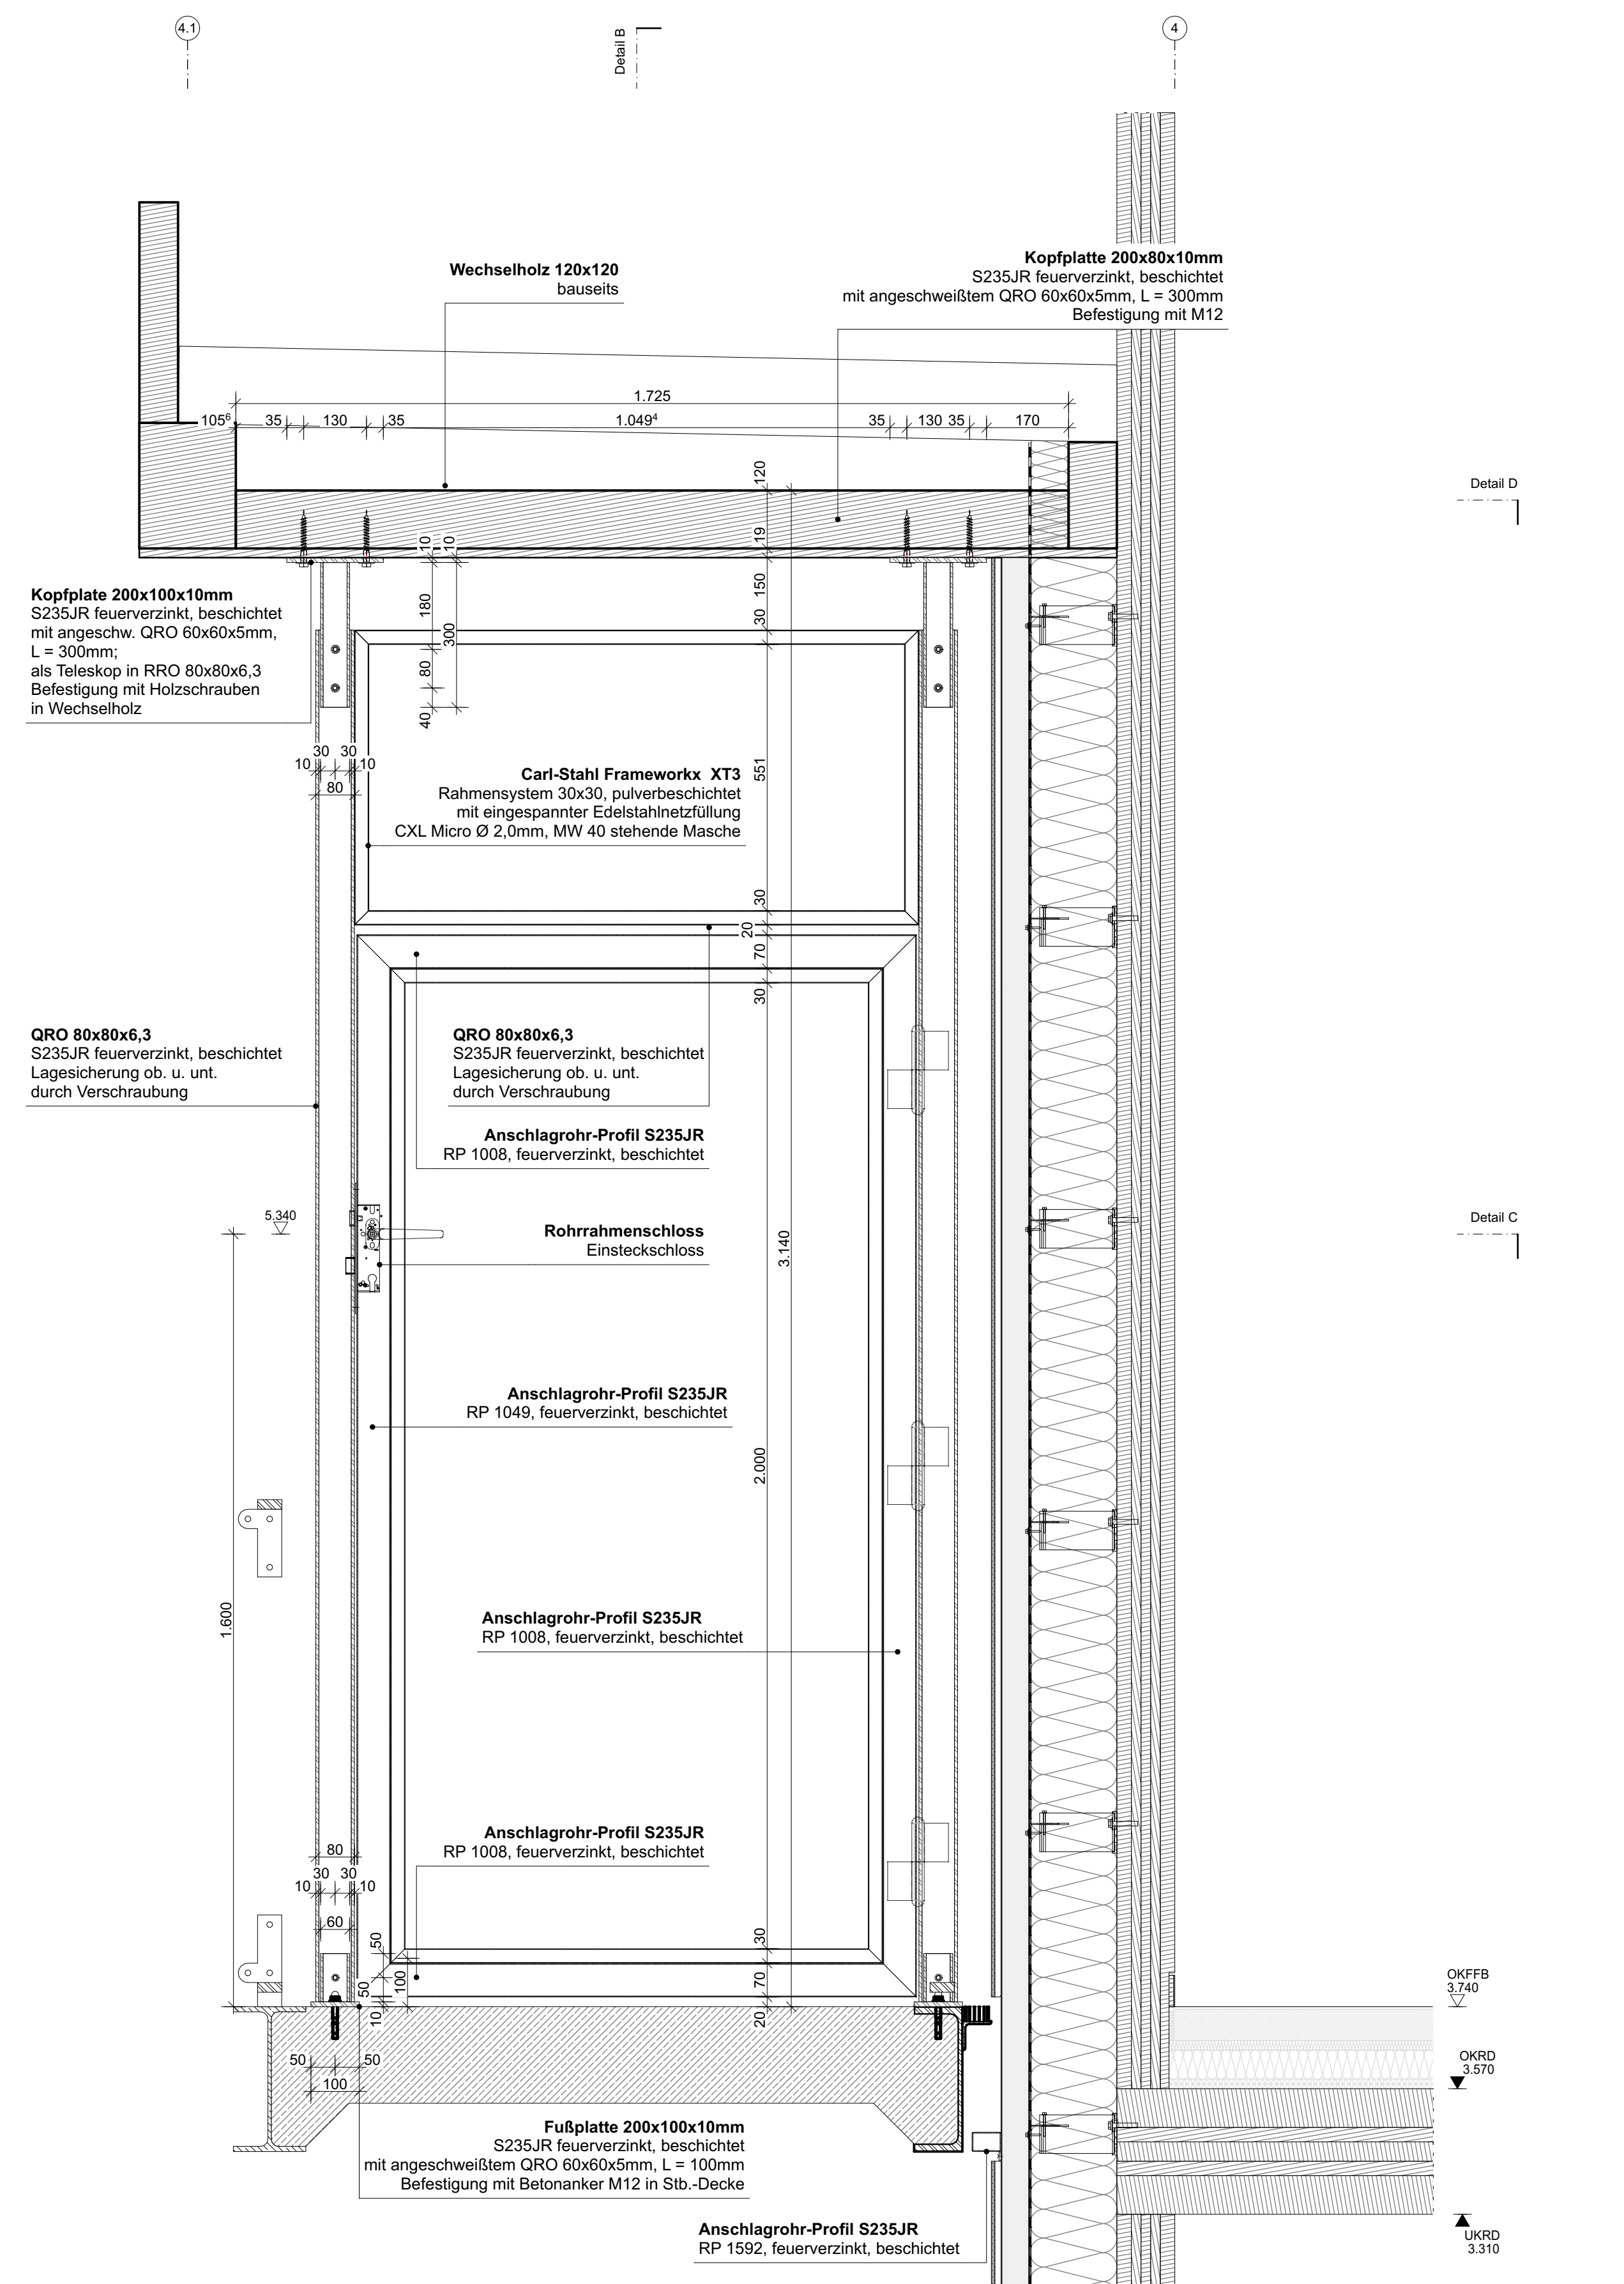 4.1
Detail B
4
Wechselholz 120x120
bauseits
Kopfplatte 200x80x10mm
S235JR feuerverzinkt, beschichtet
mit angeschweißtem QRO 60x60x5mm, L = 300mm
Befestigung mit M12
1.725
105⁶ 35 130 35 1.049⁴ 35 130 35 170
120
19
Detail D
10 10
150
30
180
300
80
40
Kopfplate 200x100x10mm
S235JR feuerverzinkt, beschichtet
mit angeschw. QRO 60x60x5mm,
L = 300mm;
als Teleskop in RRO 80x80x6,3
Befestigung mit Holzschrauben
in Wechselholz
30 30
10 10
80
Carl-Stahl Frameworkx XT3
Rahmensystem 30x30, pulverbeschichtet
mit eingespannter Edelstahlnetzfüllung
CXL Micro Ø 2,0mm, MW 40 stehende Masche
551
30
20
70
30
QRO 80x80x6,3
S235JR feuerverzinkt, beschichtet
Lagesicherung ob. u. unt.
durch Verschraubung
QRO 80x80x6,3
S235JR feuerverzinkt, beschichtet
Lagesicherung ob. u. unt.
durch Verschraubung
Anschlagrohr-Profil S235JR
RP 1008, feuerverzinkt, beschichtet
5.340
Rohrrahmenschloss
Einsteckschloss
3.140
Detail C
Anschlagrohr-Profil S235JR
RP 1049, feuerverzinkt, beschichtet
2.000
1.600
Anschlagrohr-Profil S235JR
RP 1008, feuerverzinkt, beschichtet
Anschlagrohr-Profil S235JR
RP 1008, feuerverzinkt, beschichtet
80
30 30
10 10
60
50
50
100
10
30
70
20
OKFFB
3.740
OKRD
3.570
50 50
100
Fußplatte 200x100x10mm
S235JR feuerverzinkt, beschichtet
mit angeschweißtem QRO 60x60x5mm, L = 100mm
Befestigung mit Betonanker M12 in Stb.-Decke
Anschlagrohr-Profil S235JR
RP 1592, feuerverzinkt, beschichtet
UKRD
3.310